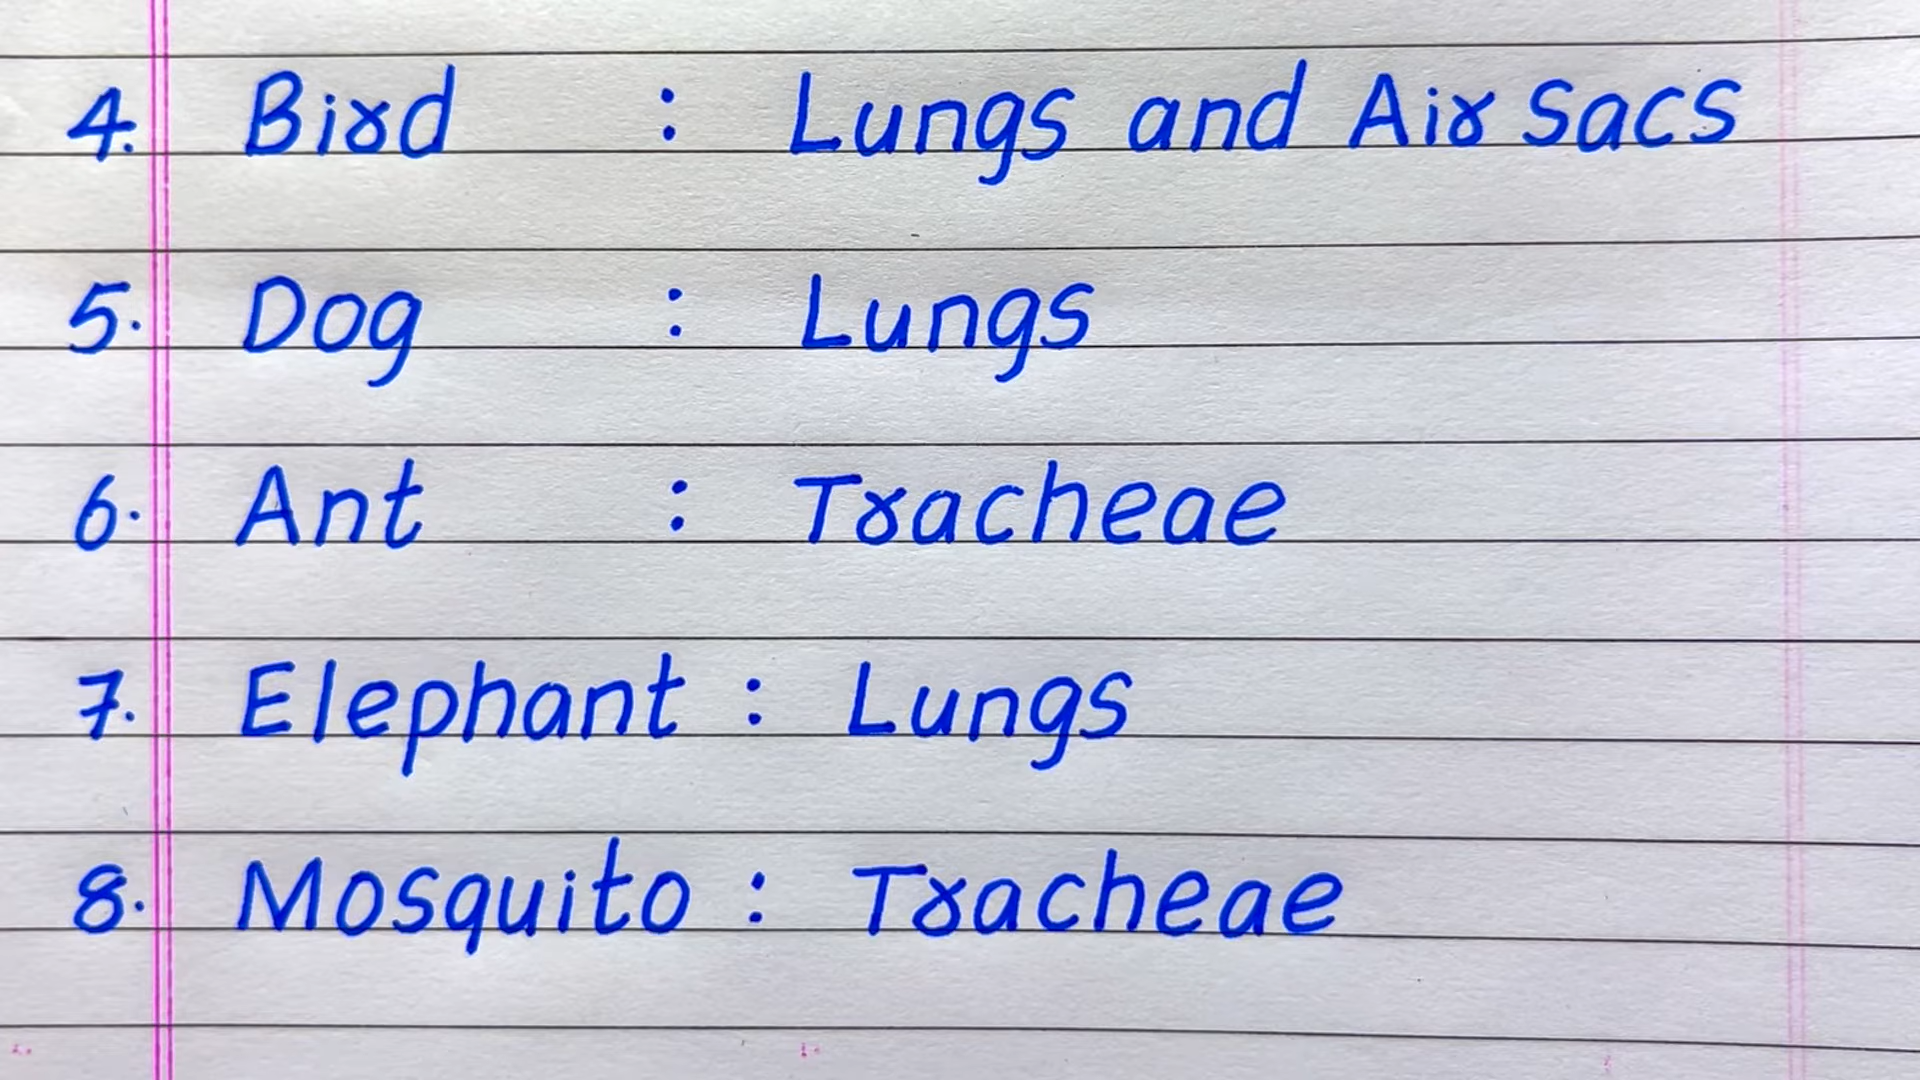 4. Bird : Lungs and Air Sacs
5. Dog : Lungs
6. Ant : Tracheae
7. Elephant : Lungs
8. Mosquito : Tracheae